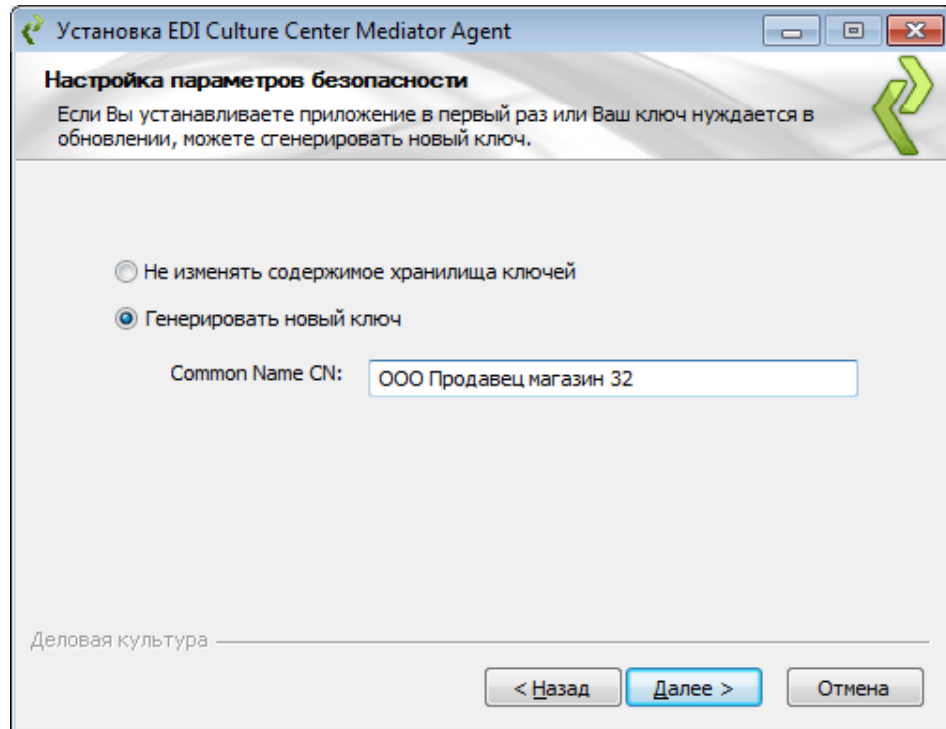 Установка EDI Culture Center Mediator Agent
Настройка параметров безопасности
Если Вы устанавливаете приложение в первый раз или Ваш ключ нуждается в
обновлении, можете сгенерировать новый ключ.
Не изменять содержимое хранилища ключей
Генерировать новый ключ
Common Name CN:
ООО Продавец магазин 32
Деловая культура
< Назад
Далее >
Отмена